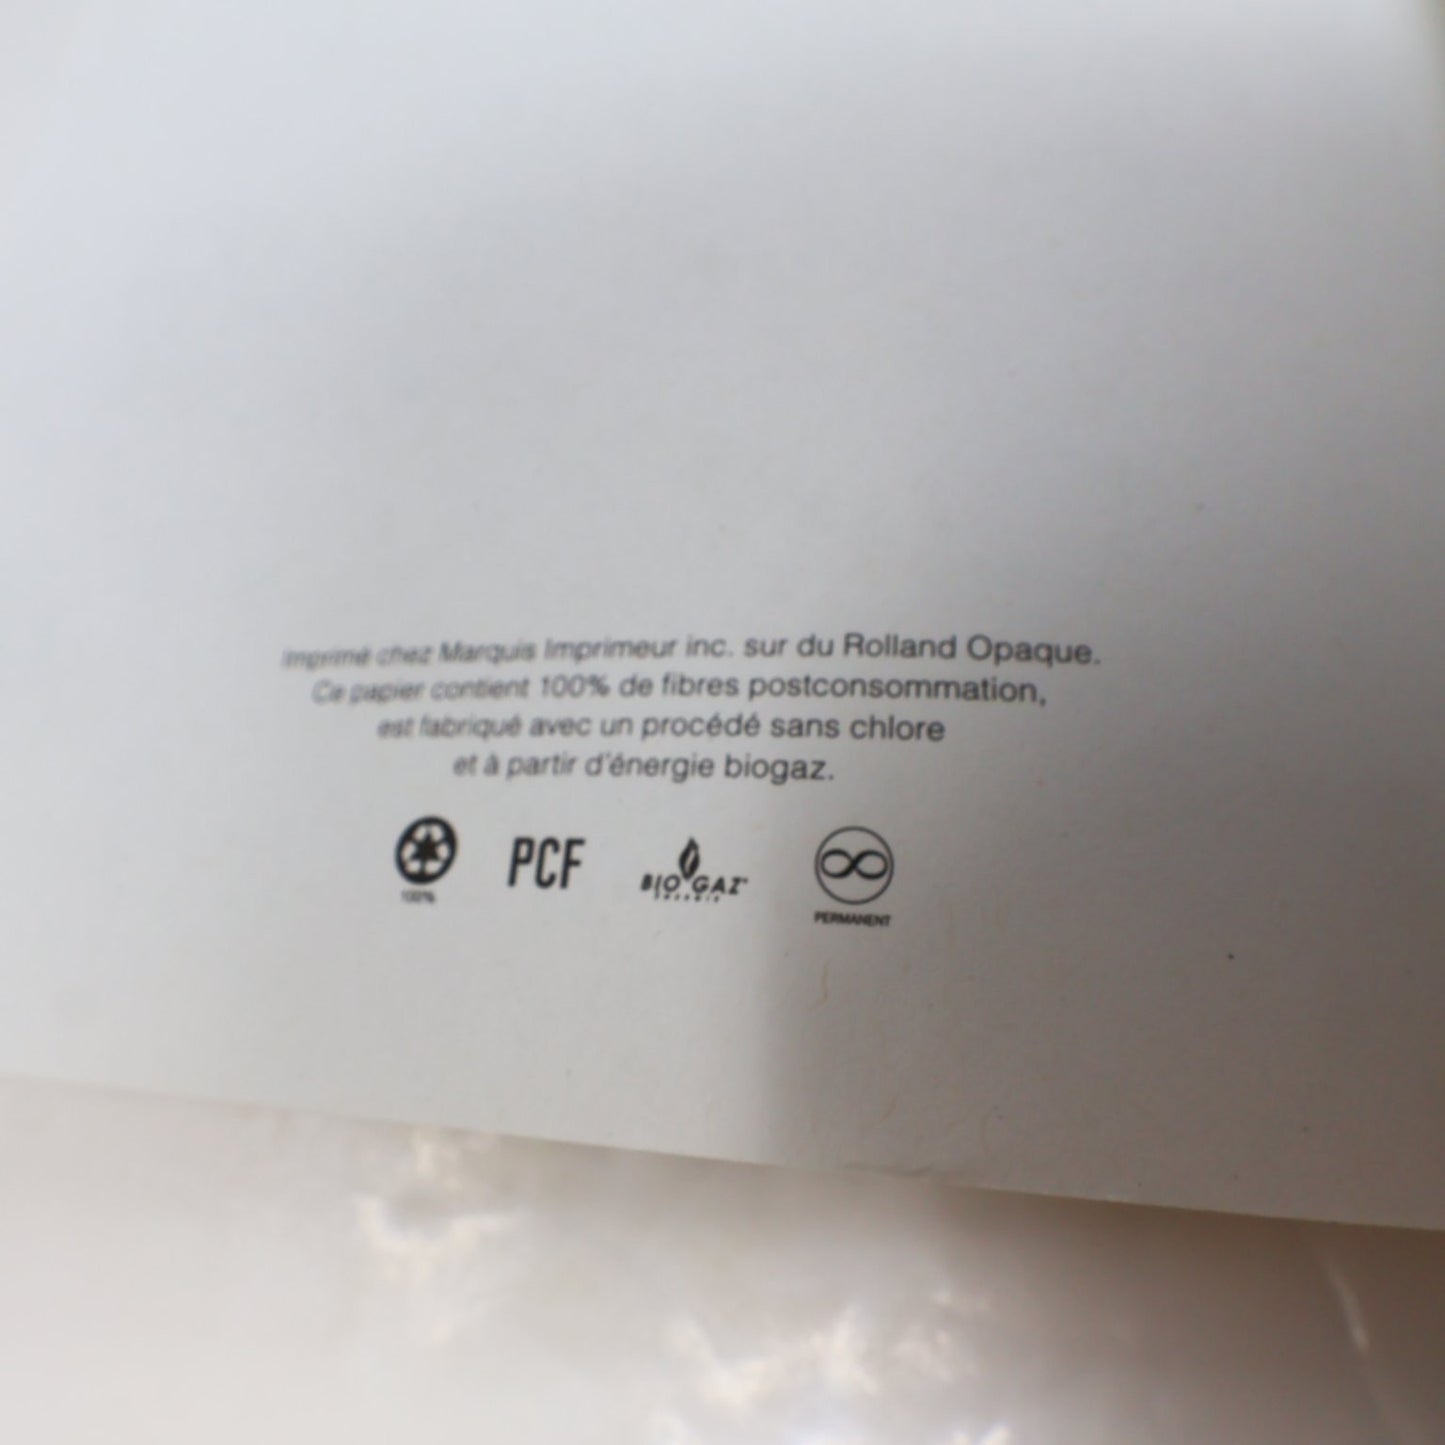 Imprimé chez Marquis Imprimeur inc. sur du Rolland Opaque.
Ce papier contient 100% de fibres postconsommation,
est fabriqué avec un procédé sans chlore
et à partir d'énergie biogaz.
100%
PCF
BIO GAZ
PERMANENT